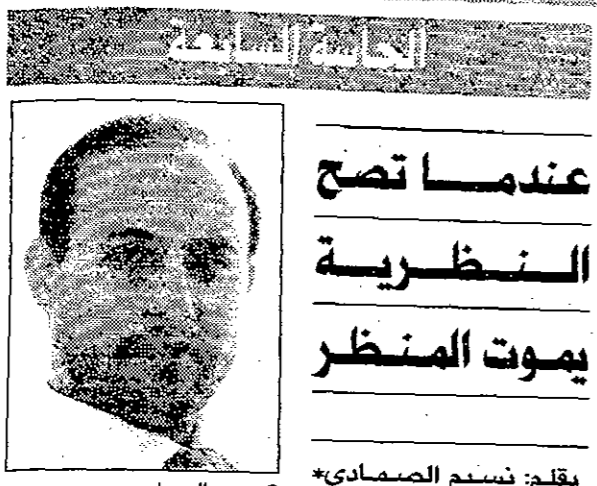 الحاسة السابعة
عندما تصح
النظرية
يموت المنظر
بقلم: نسيم الصمادي*